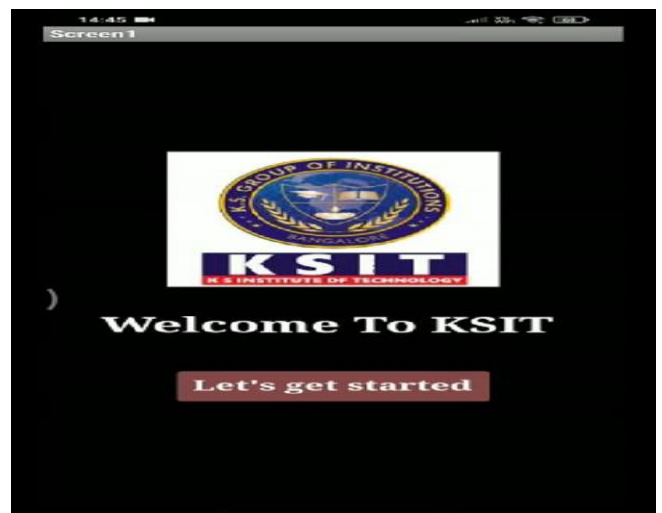 14:45
Screen1
K.S. GROUP OF INSTITUTIONS
BANGALORE
KSIT
K S INSTITUTE OF TECHNOLOGY
Welcome To KSIT
Let's get started